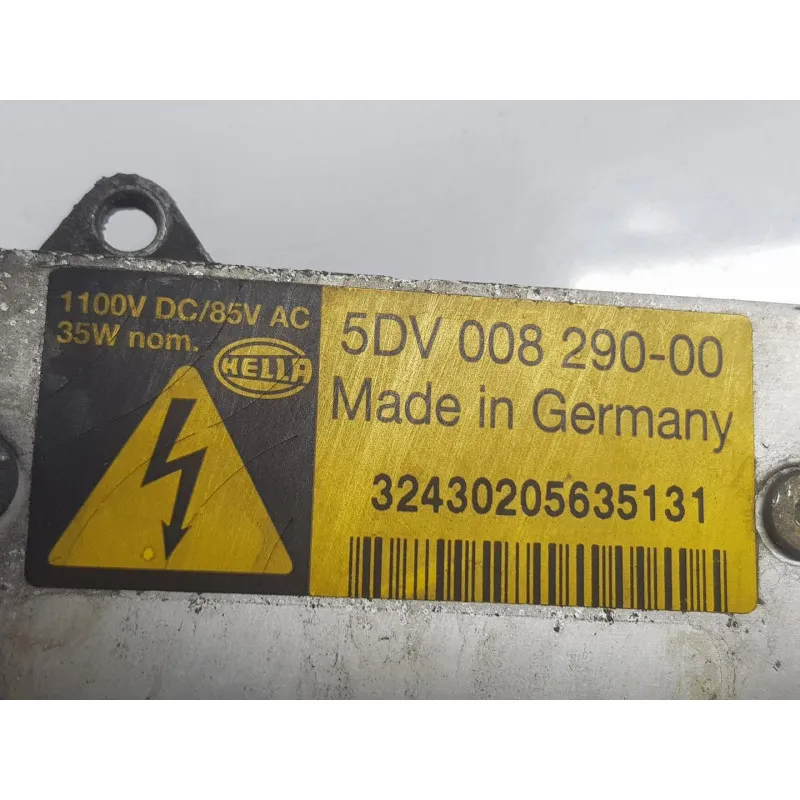 1100V DC/85V AC
35W nom.
HELLA
5DV 008 290-00
Made in Germany
32430205635131